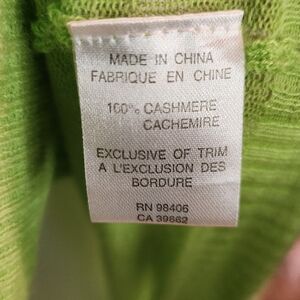 MADE IN CHINA
FABRIQUE EN CHINE
100% CASHMERE
CACHEMIRE
EXCLUSIVE OF TRIM
A L'EXCLUSION DES
BORDURE
RN 98406
CA 39862